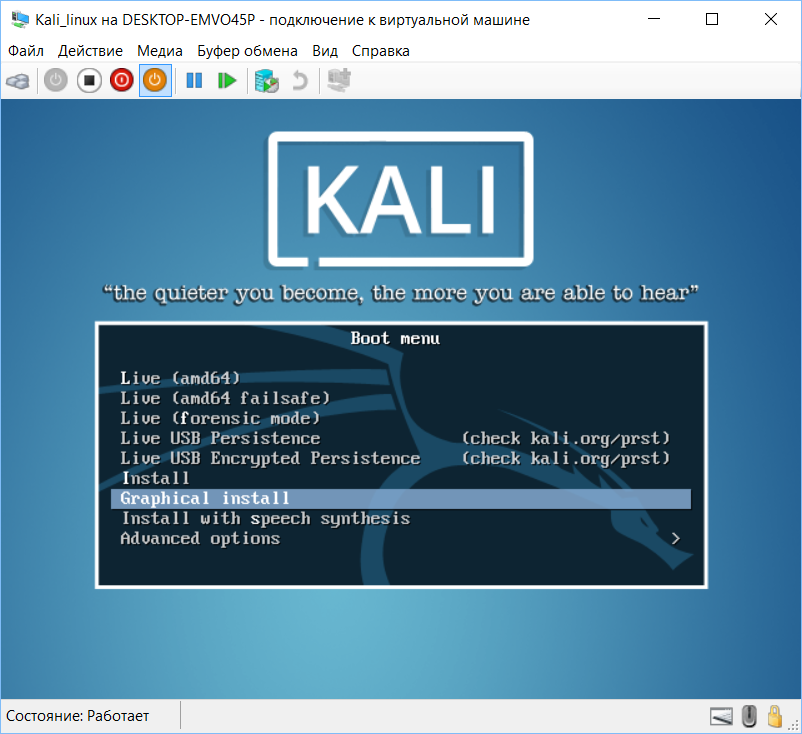 Kali_linux на DESKTOP-EMVO45P - подключение к виртуальной машине
Файл Действие Медиа Буфер обмена Вид Справка
KALI
“the quieter you become, the more you are able to hear”
Boot menu
Live (amd64)
Live (amd64 failsafe)
Live (forensic mode)
Live USB Persistence (check kali.org/prst)
Live USB Encrypted Persistence (check kali.org/prst)
Install
Graphical install
Install with speech synthesis
Advanced options >
Состояние: Работает